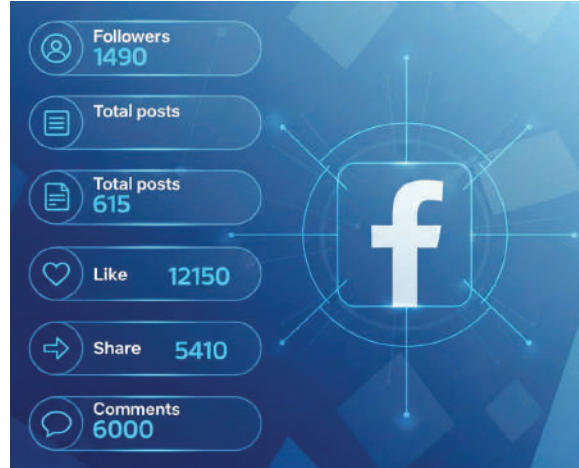 Followers
1490
Total posts
Total posts
615
Like 12150
Share 5410
Comments
6000
f